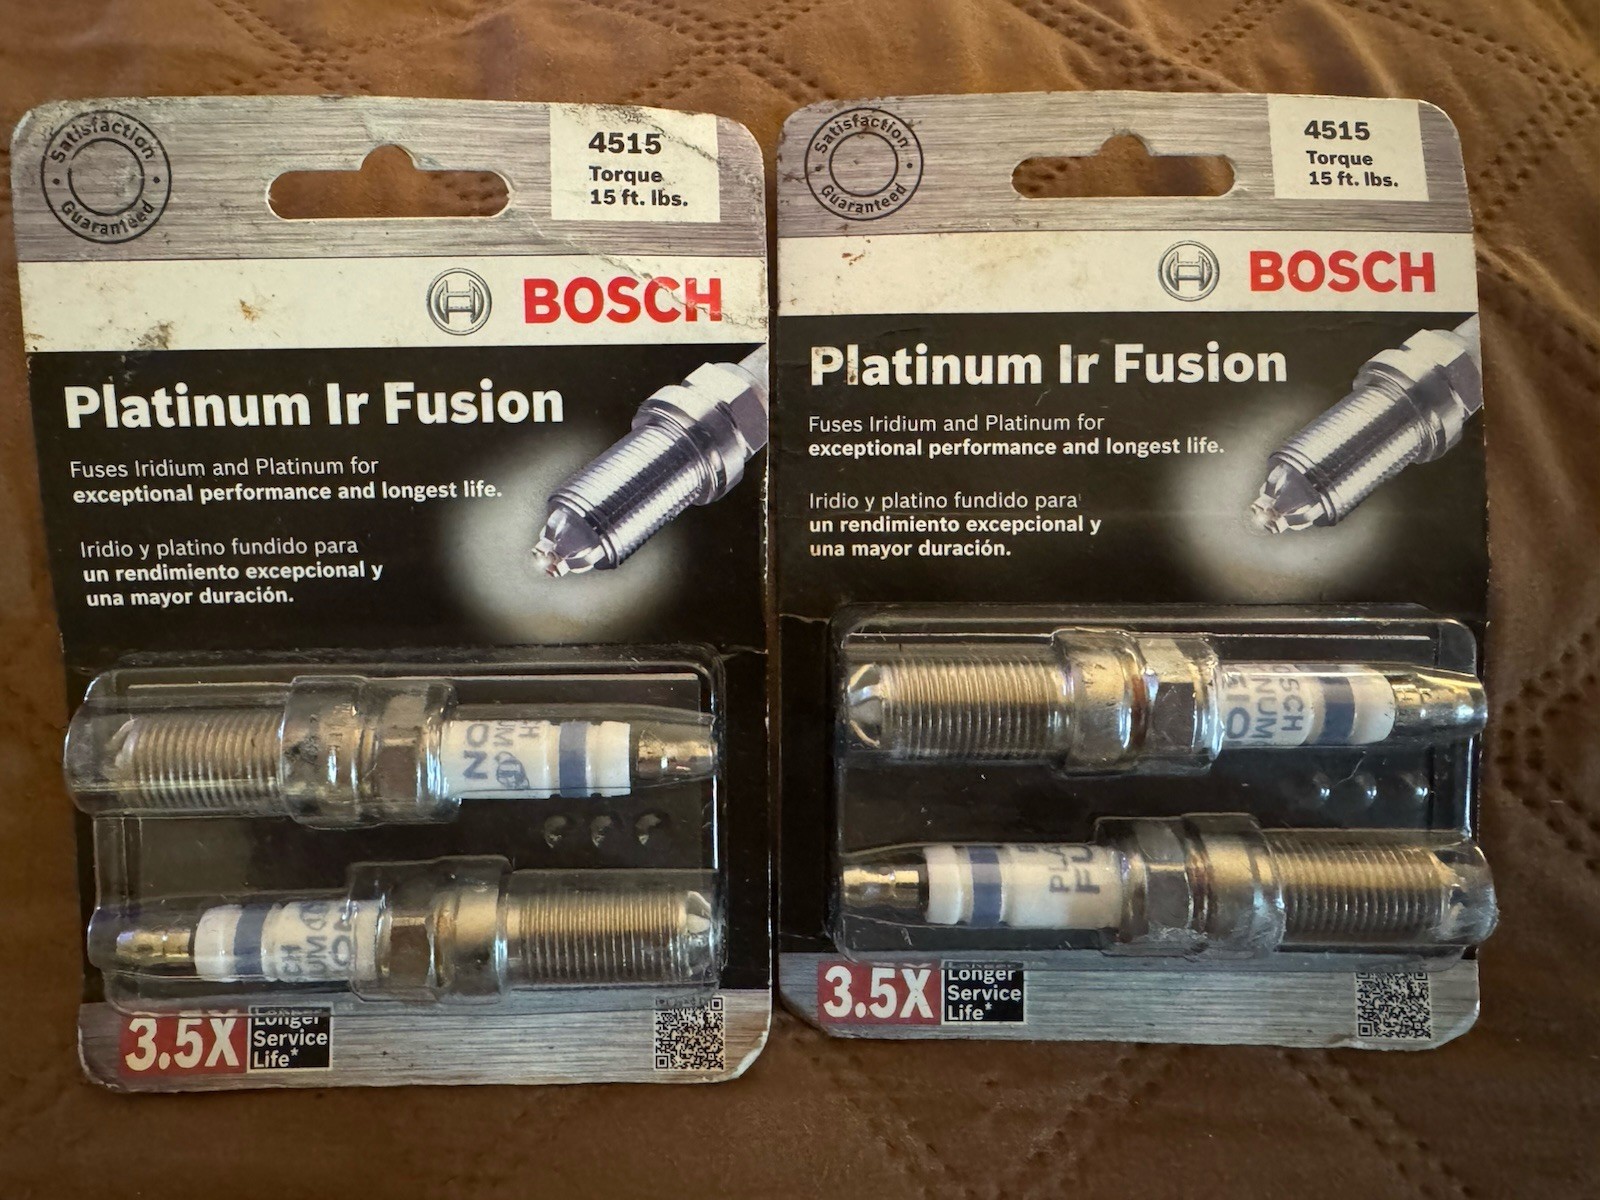 Satisfaction
Guaranteed
4515
Torque
15 ft. lbs.
BOSCH
Platinum Ir Fusion
Fuses Iridium and Platinum for
exceptional performance and longest life.
Iridio y platino fundido para
un rendimiento excepcional y
una mayor duración.
3.5X
Longer
Service
Life*
Satisfaction
Guaranteed
4515
Torque
15 ft. lbs.
BOSCH
Platinum Ir Fusion
Fuses Iridium and Platinum for
exceptional performance and longest life.
Iridio y platino fundido para
un rendimiento excepcional y
una mayor duración.
3.5X
Longer
Service
Life*